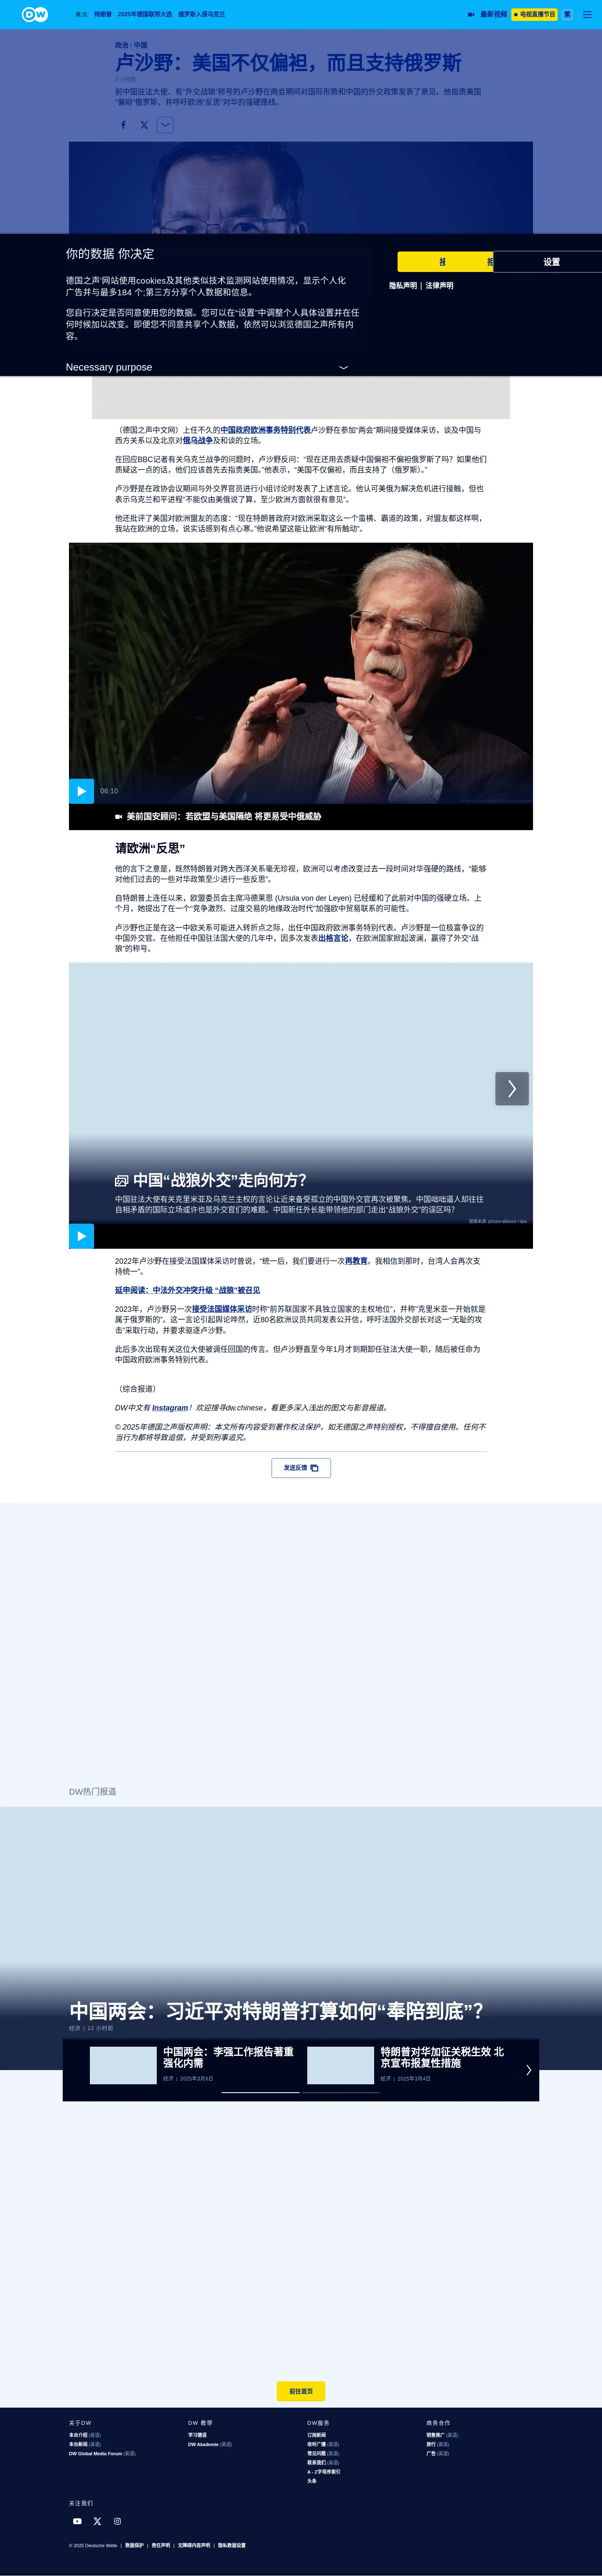 DW
焦点 特朗普 2025年德国联邦大选 俄罗斯入侵乌克兰
最新视频 电视直播节目 繁
政治 | 中国
卢沙野：美国不仅偏袒，而且支持俄罗斯
前中国驻法大使、有“外交战狼”称号的卢沙野在两会期间对国际形势和中国的外交政策发表了意见。他指责美国
“偏袒”俄罗斯，并呼吁欧洲“反思”对华的强硬路线。
你的数据 你决定
德国之声'网站使用cookies及其他类似技术监测网站使用情况，显示个人化
广告并与最多184 个;第三方分享个人数据和信息。
您自行决定是否同意使用您的数据。您可以在"设置"中调整个人具体设置并在任
何时候加以改变。即便您不同意共享个人数据，依然可以浏览德国之声所有内
容。
设置
隐私声明 | 法律声明
Necessary purpose
（德国之声中文网）上任不久的中国政府欧洲事务特别代表卢沙野在参加“两会”期间接受媒体采访，谈及中国与
西方关系以及北京对俄乌战争及和谈的立场。
在回应BBC记者有关乌克兰战争的问题时，卢沙野反问：“现在还用去质疑中国偏袒不偏袒俄罗斯了吗？如果他们
质疑这一点的话，他们应该首先去指责美国。”他表示，“美国不仅偏袒，而且支持了（俄罗斯）。”
卢沙野是在政协会议期间与外交界官员进行小组讨论时发表了上述言论。他认可美俄为解决危机进行接触，但也
表示乌克兰和平进程“不能仅由美俄说了算，至少欧洲方面就很有意见”。
他还批评了美国对欧洲盟友的态度：“现在特朗普政府对欧洲采取这么一个蛮横、霸道的政策，对盟友都这样啊，
我站在欧洲的立场，说实话感到有点心寒。”他说希望这能让欧洲“有所触动”。
06:10
美前国安顾问：若欧盟与美国隔绝 将更易受中俄威胁
请欧洲“反思”
他的言下之意是，既然特朗普对跨大西洋关系毫无珍视，欧洲可以考虑改变过去一段时间对华强硬的路线，“能够
对他们过去的一些对华政策至少进行一些反思”。
自特朗普上连任以来，欧盟委员会主席冯德莱恩 (Ursula von der Leyen) 已经缓和了此前对中国的强硬立场。上
个月，她提出了在一个“竞争激烈、过度交易的地缘政治时代”加强欧中贸易联系的可能性。
卢沙野也正是在这一中欧关系可能进入转折点之际，出任中国政府欧洲事务特别代表。卢沙野是一位极富争议的
中国外交官。在他担任中国驻法国大使的几年中，因多次发表出格言论，在欧洲国家掀起波澜，赢得了外交“战
狼”的称号。
中国“战狼外交”走向何方?
中国驻法大使有关克里米亚及乌克兰主权的言论让近来备受孤立的中国外交官再次被聚焦。中国咄咄逼人却往往
自相矛盾的国际立场或许也是外交官们的难题。中国新任外长能带领他的部门走出“战狼外交”的误区吗?
图像来源: picture-alliance / dpa
2022年卢沙野在接受法国媒体采访时曾说，“统一后，我们要进行一次再教育。我相信到那时，台湾人会再次支
持统一”。
延申阅读：中法外交冲突升级 “战狼”被召见
2023年，卢沙野另一次接受法国媒体采访时称“前苏联国家不具独立国家的主权地位”，并称“克里米亚一开始就是
属于俄罗斯的”。这一言论引起舆论哗然，近80名欧洲议员共同发表公开信，呼吁法国外交部长对这一“无耻的攻
击”采取行动，并要求驱逐卢沙野。
此后多次出现有关这位大使被调任回国的传言。但卢沙野直至今年1月才到期卸任驻法大使一职，随后被任命为
中国政府欧洲事务特别代表。
（综合报道）
DW中文有 Instagram！欢迎搜寻dw.chinese，看更多深入浅出的图文与影音报道。
© 2025年德国之声版权声明：本文所有内容受到著作权法保护，如无德国之声特别授权，不得擅自使用。任何不
当行为都将导致追偿，并受到刑事追究。
发送反馈
DW热门报道
中国两会：习近平对特朗普打算如何“奉陪到底”？
经济 | 12 小时前
中国两会：李强工作报告著重
强化内需
经济 | 2025年3月6日
特朗普对华加征关税生效 北
京宣布报复性措施
经济 | 2025年3月4日
前往首页
关于DW
本台介绍 (英语)
本台新闻 (英语)
DW Global Media Forum (英语)
DW 教学
学习德语
DW Akademie (英语)
DW服务
订阅新闻
收听广播 (英语)
常见问题 (英语)
联系我们 (英语)
A - Z字母序索引
头条
商务合作
销售推广 (英语)
旅行 (英语)
广告 (英语)
关注我们
© 2025 Deutsche Welle | 数据保护 | 责任声明 | 无障碍内容声明 | 隐私数据设置